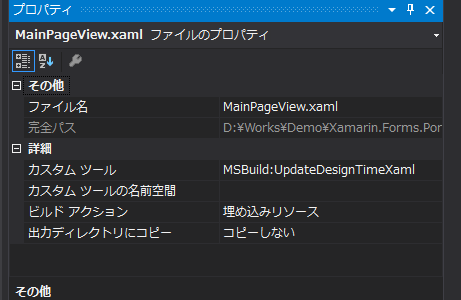 プロパティ
MainPageView.xaml ファイルのプロパティ
その他
ファイル名 MainPageView.xaml
完全パス D:¥Works¥Demo¥Xamarin.Forms.Por
詳細
カスタム ツール MSBuild:UpdateDesignTimeXaml
カスタム ツールの名前空間
ビルド アクション 埋め込みリソース
出力ディレクトリにコピー コピーしない
その他